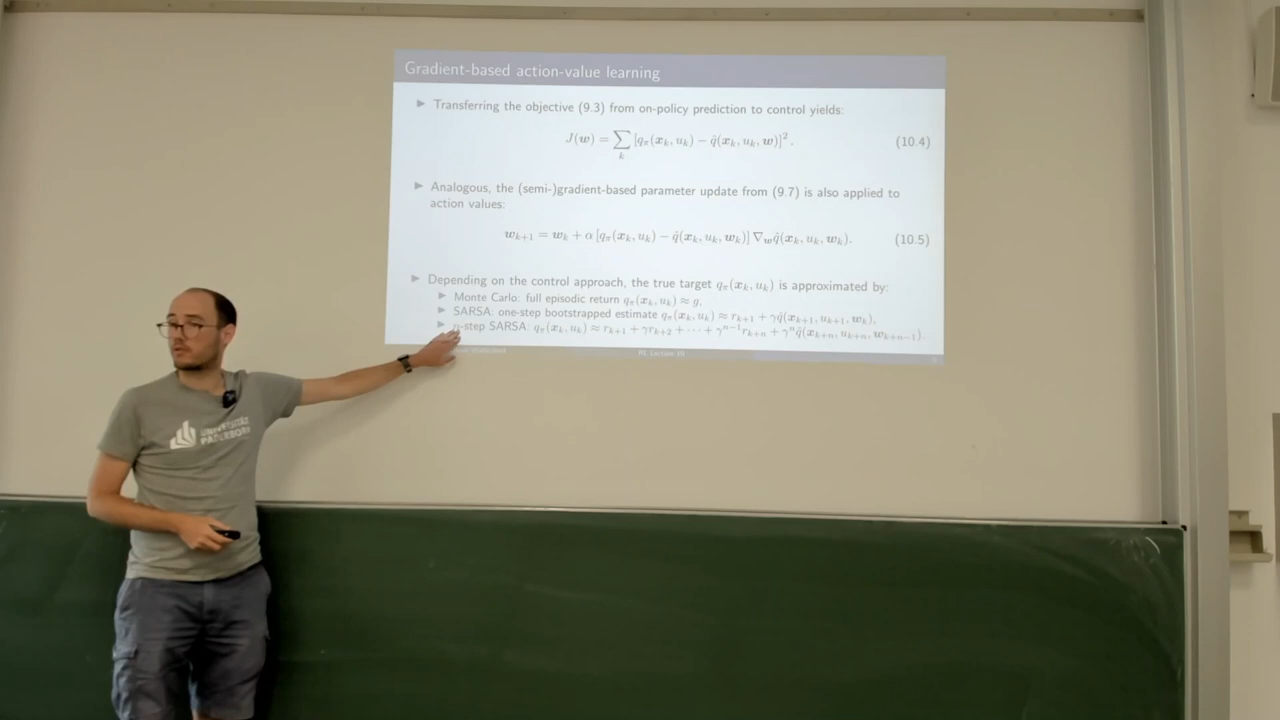 Gradient-based action-value learning
► Transferring the objective (9.3) from on-policy prediction to control yields:
J(w) = ∑_k [q_π(x_k, u_k) − q̂(x_k, u_k, w)]². (10.4)
► Analogous, the (semi-)gradient-based parameter update from (9.7) is also applied to
action values:
w_{k+1} = w_k + α [q_π(x_k, u_k) − q̂(x_k, u_k, w_k)] ∇_w q̂(x_k, u_k, w_k). (10.5)
► Depending on the control approach, the true target q_π(x_k, u_k) is approximated by:
► Monte Carlo: full episodic return q_π(x_k, u_k) ≈ g,
► SARSA: one-step bootstrapped estimate q_π(x_k, u_k) ≈ r_{k+1} + γq̂(x_{k+1}, u_{k+1}, w_k),
► n-step SARSA: q_π(x_k, u_k) ≈ r_{k+1} + γr_{k+2} + ··· + γ^{n−1}r_{k+n} + γ^n q̂(x_{k+n}, u_{k+n}, w_{k+n−1})
RL Lecture 10
UNIVERSITÄT
PADERBORN